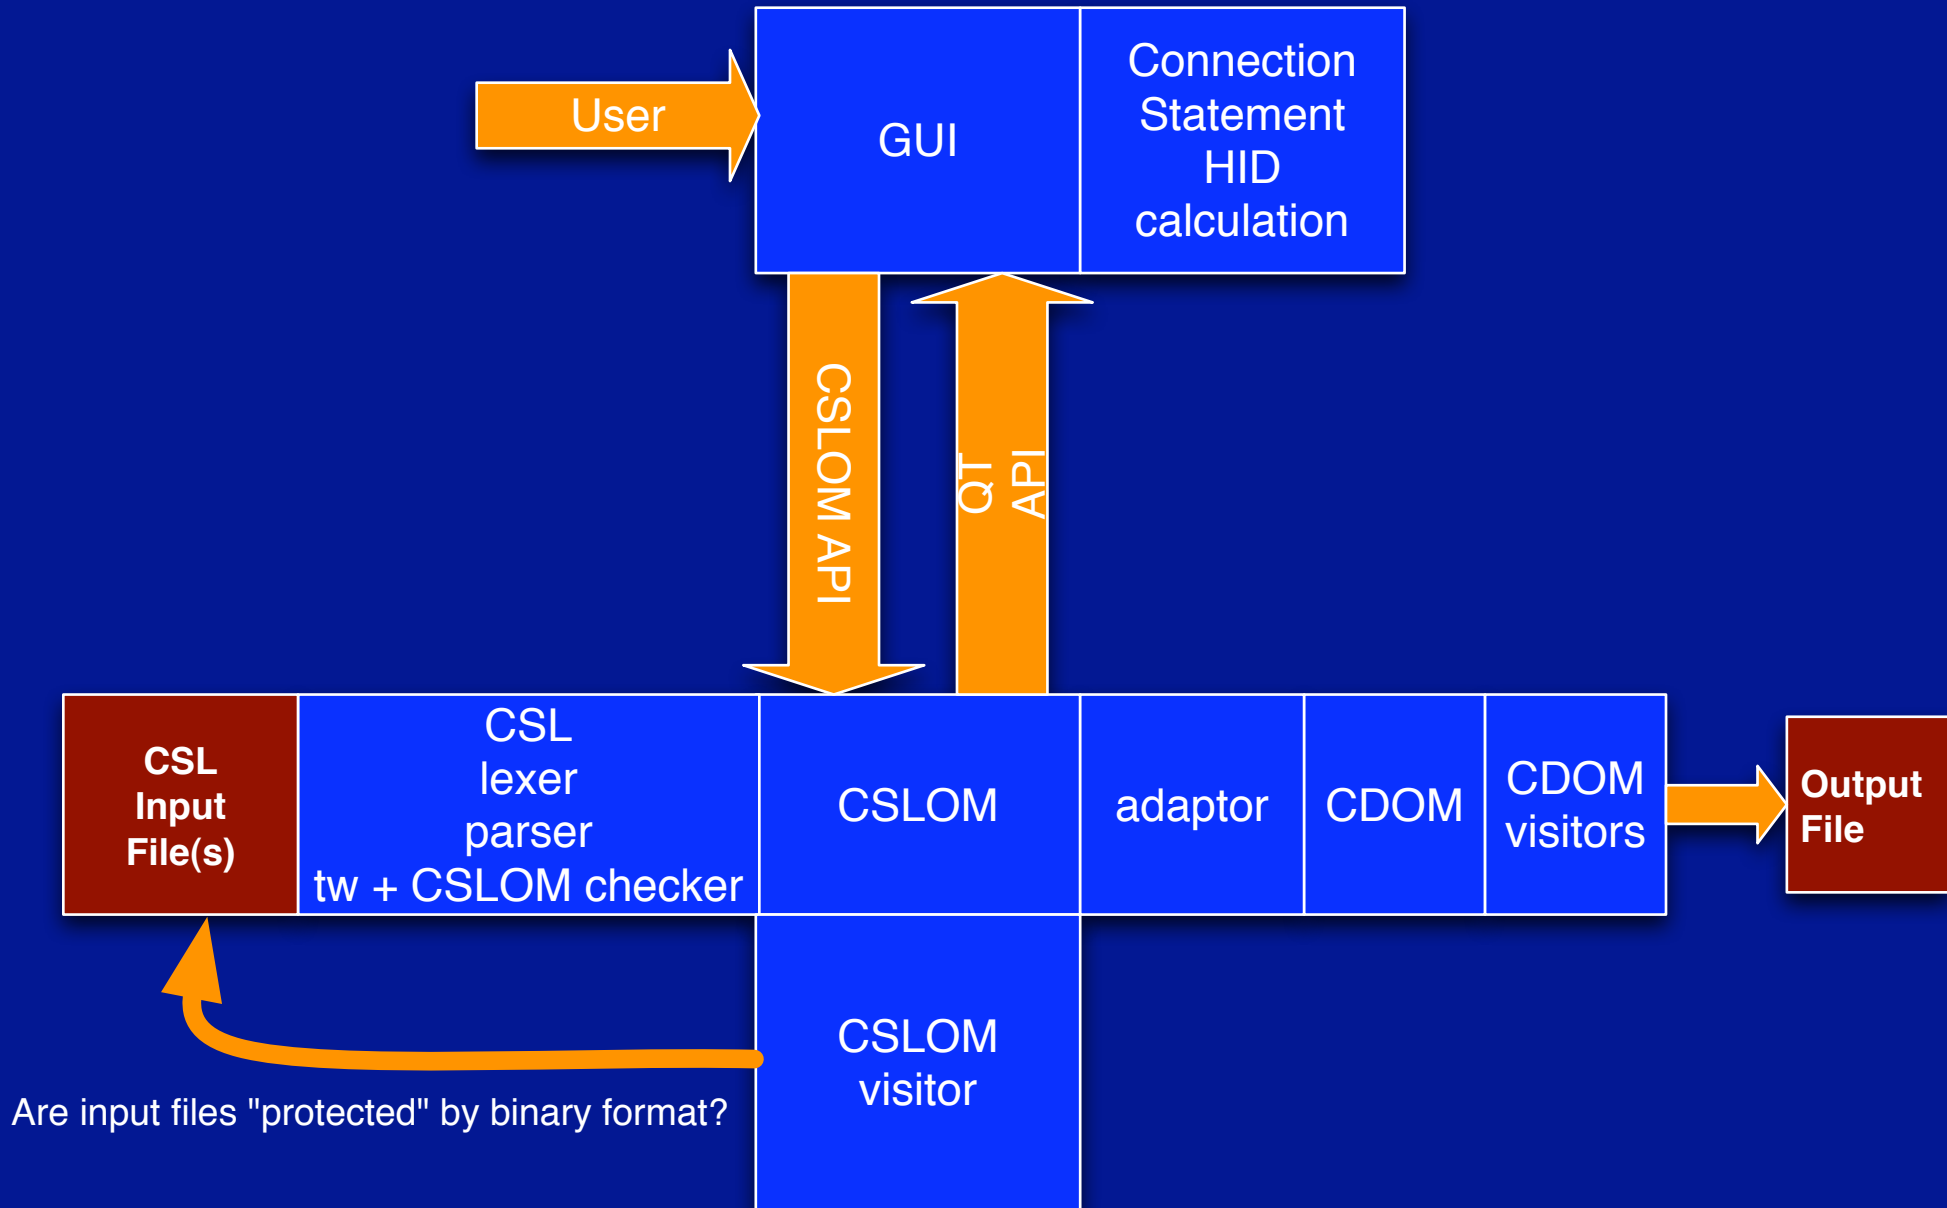 User
GUI
Connection
Statement
HID
calculation
CSLOM API
QT
API
CSL
Input
File(s)
CSL
lexer
parser
tw + CSLOM checker
CSLOM
adaptor
CDOM
CDOM
visitors
Output
File
CSLOM
visitor
Are input files "protected" by binary format?